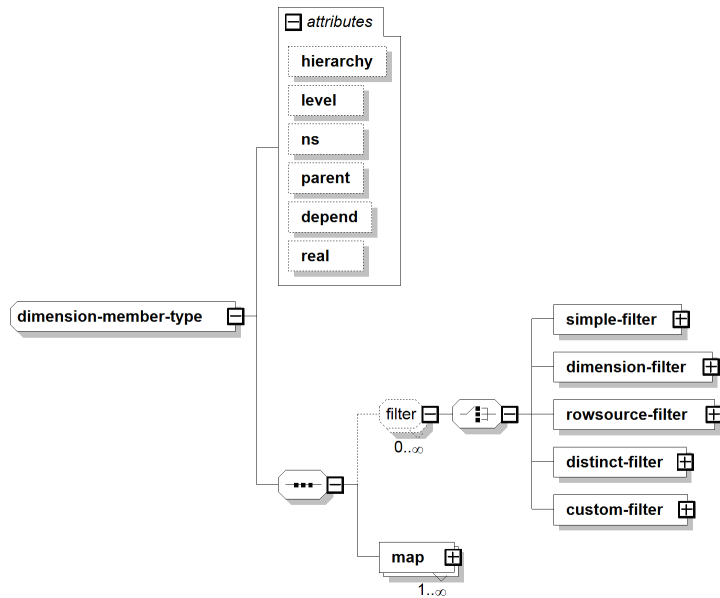 attributes
hierarchy
level
ns
parent
depend
real
dimension-member-type
filter
0..∞
simple-filter
dimension-filter
rowsource-filter
distinct-filter
custom-filter
map
1..∞